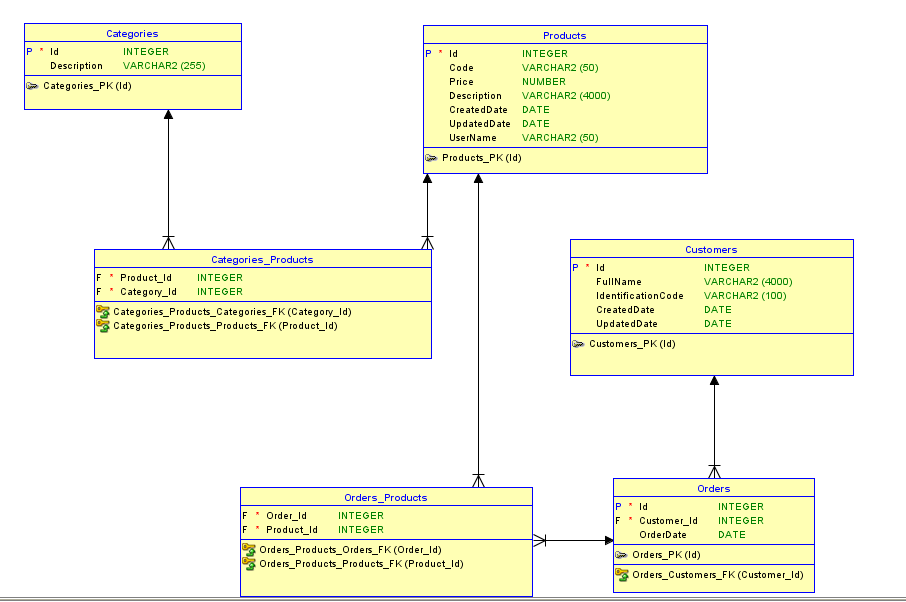 Categories
P * Id INTEGER
Description VARCHAR2 (255)
Categories_PK (Id)
Products
P * Id INTEGER
Code VARCHAR2 (50)
Price NUMBER
Description VARCHAR2 (4000)
CreatedDate DATE
UpdatedDate DATE
UserName VARCHAR2 (50)
Products_PK (Id)
Categories_Products
F * Product_Id INTEGER
F * Category_Id INTEGER
Categories_Products_Categories_FK (Category_Id)
Categories_Products_Products_FK (Product_Id)
Customers
P * Id INTEGER
FullName VARCHAR2 (4000)
IdentificationCode VARCHAR2 (100)
CreatedDate DATE
UpdatedDate DATE
Customers_PK (Id)
Orders_Products
F * Order_Id INTEGER
F * Product_Id INTEGER
Orders_Products_Orders_FK (Order_Id)
Orders_Products_Products_FK (Product_Id)
Orders
P * Id INTEGER
F * Customer_Id INTEGER
OrderDate DATE
Orders_PK (Id)
Orders_Customers_FK (Customer_Id)